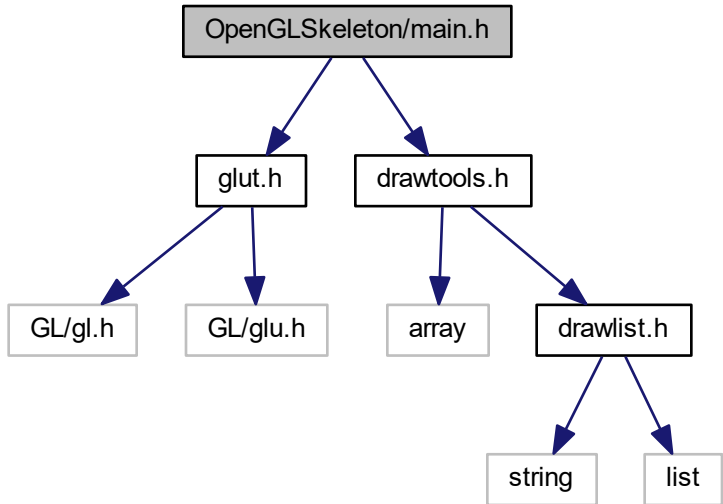 OpenGLSkeleton/main.h
glut.h
drawtools.h
GL/gl.h
GL/glu.h
array
drawlist.h
string
list